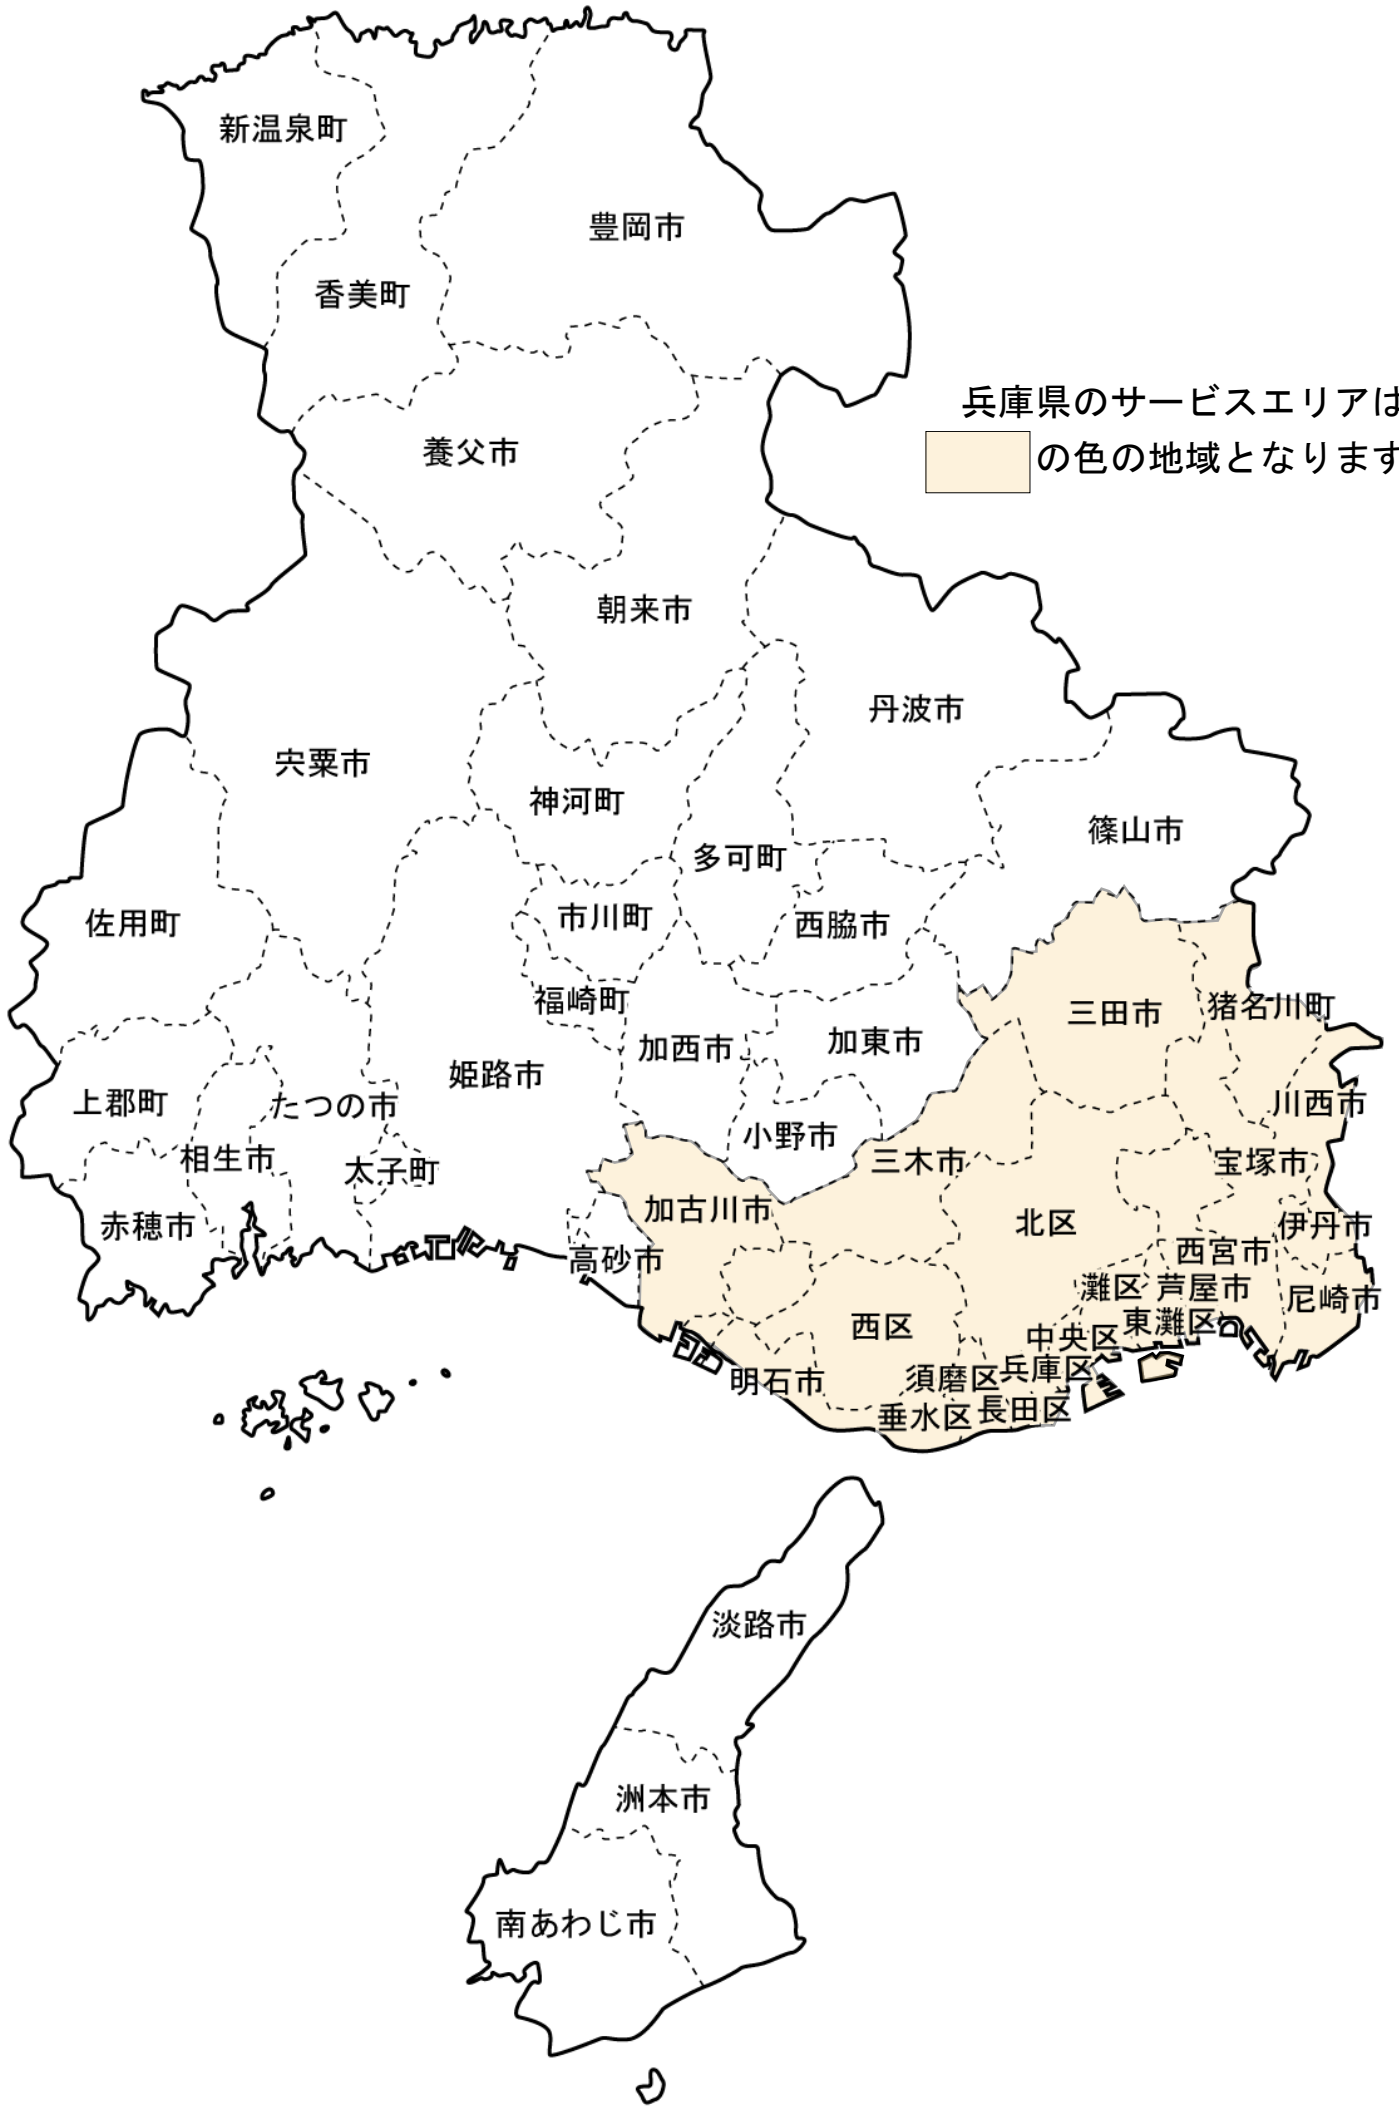 新温泉町
豊岡市
香美町
兵庫県のサービスエリアは
の色の地域となります
養父市
朝来市
丹波市
宍粟市
神河町
篠山市
多可町
佐用町
市川町
西脇市
福崎町
三田市
猪名川町
加西市
加東市
姫路市
上郡町
たつの市
川西市
小野市
相生市
太子町
三木市
宝塚市
赤穂市
加古川市
北区
伊丹市
高砂市
西宮市
灘区
芦屋市
尼崎市
西区
中央区
東灘区
明石市
須磨区
兵庫区
垂水区
長田区
淡路市
洲本市
南あわじ市